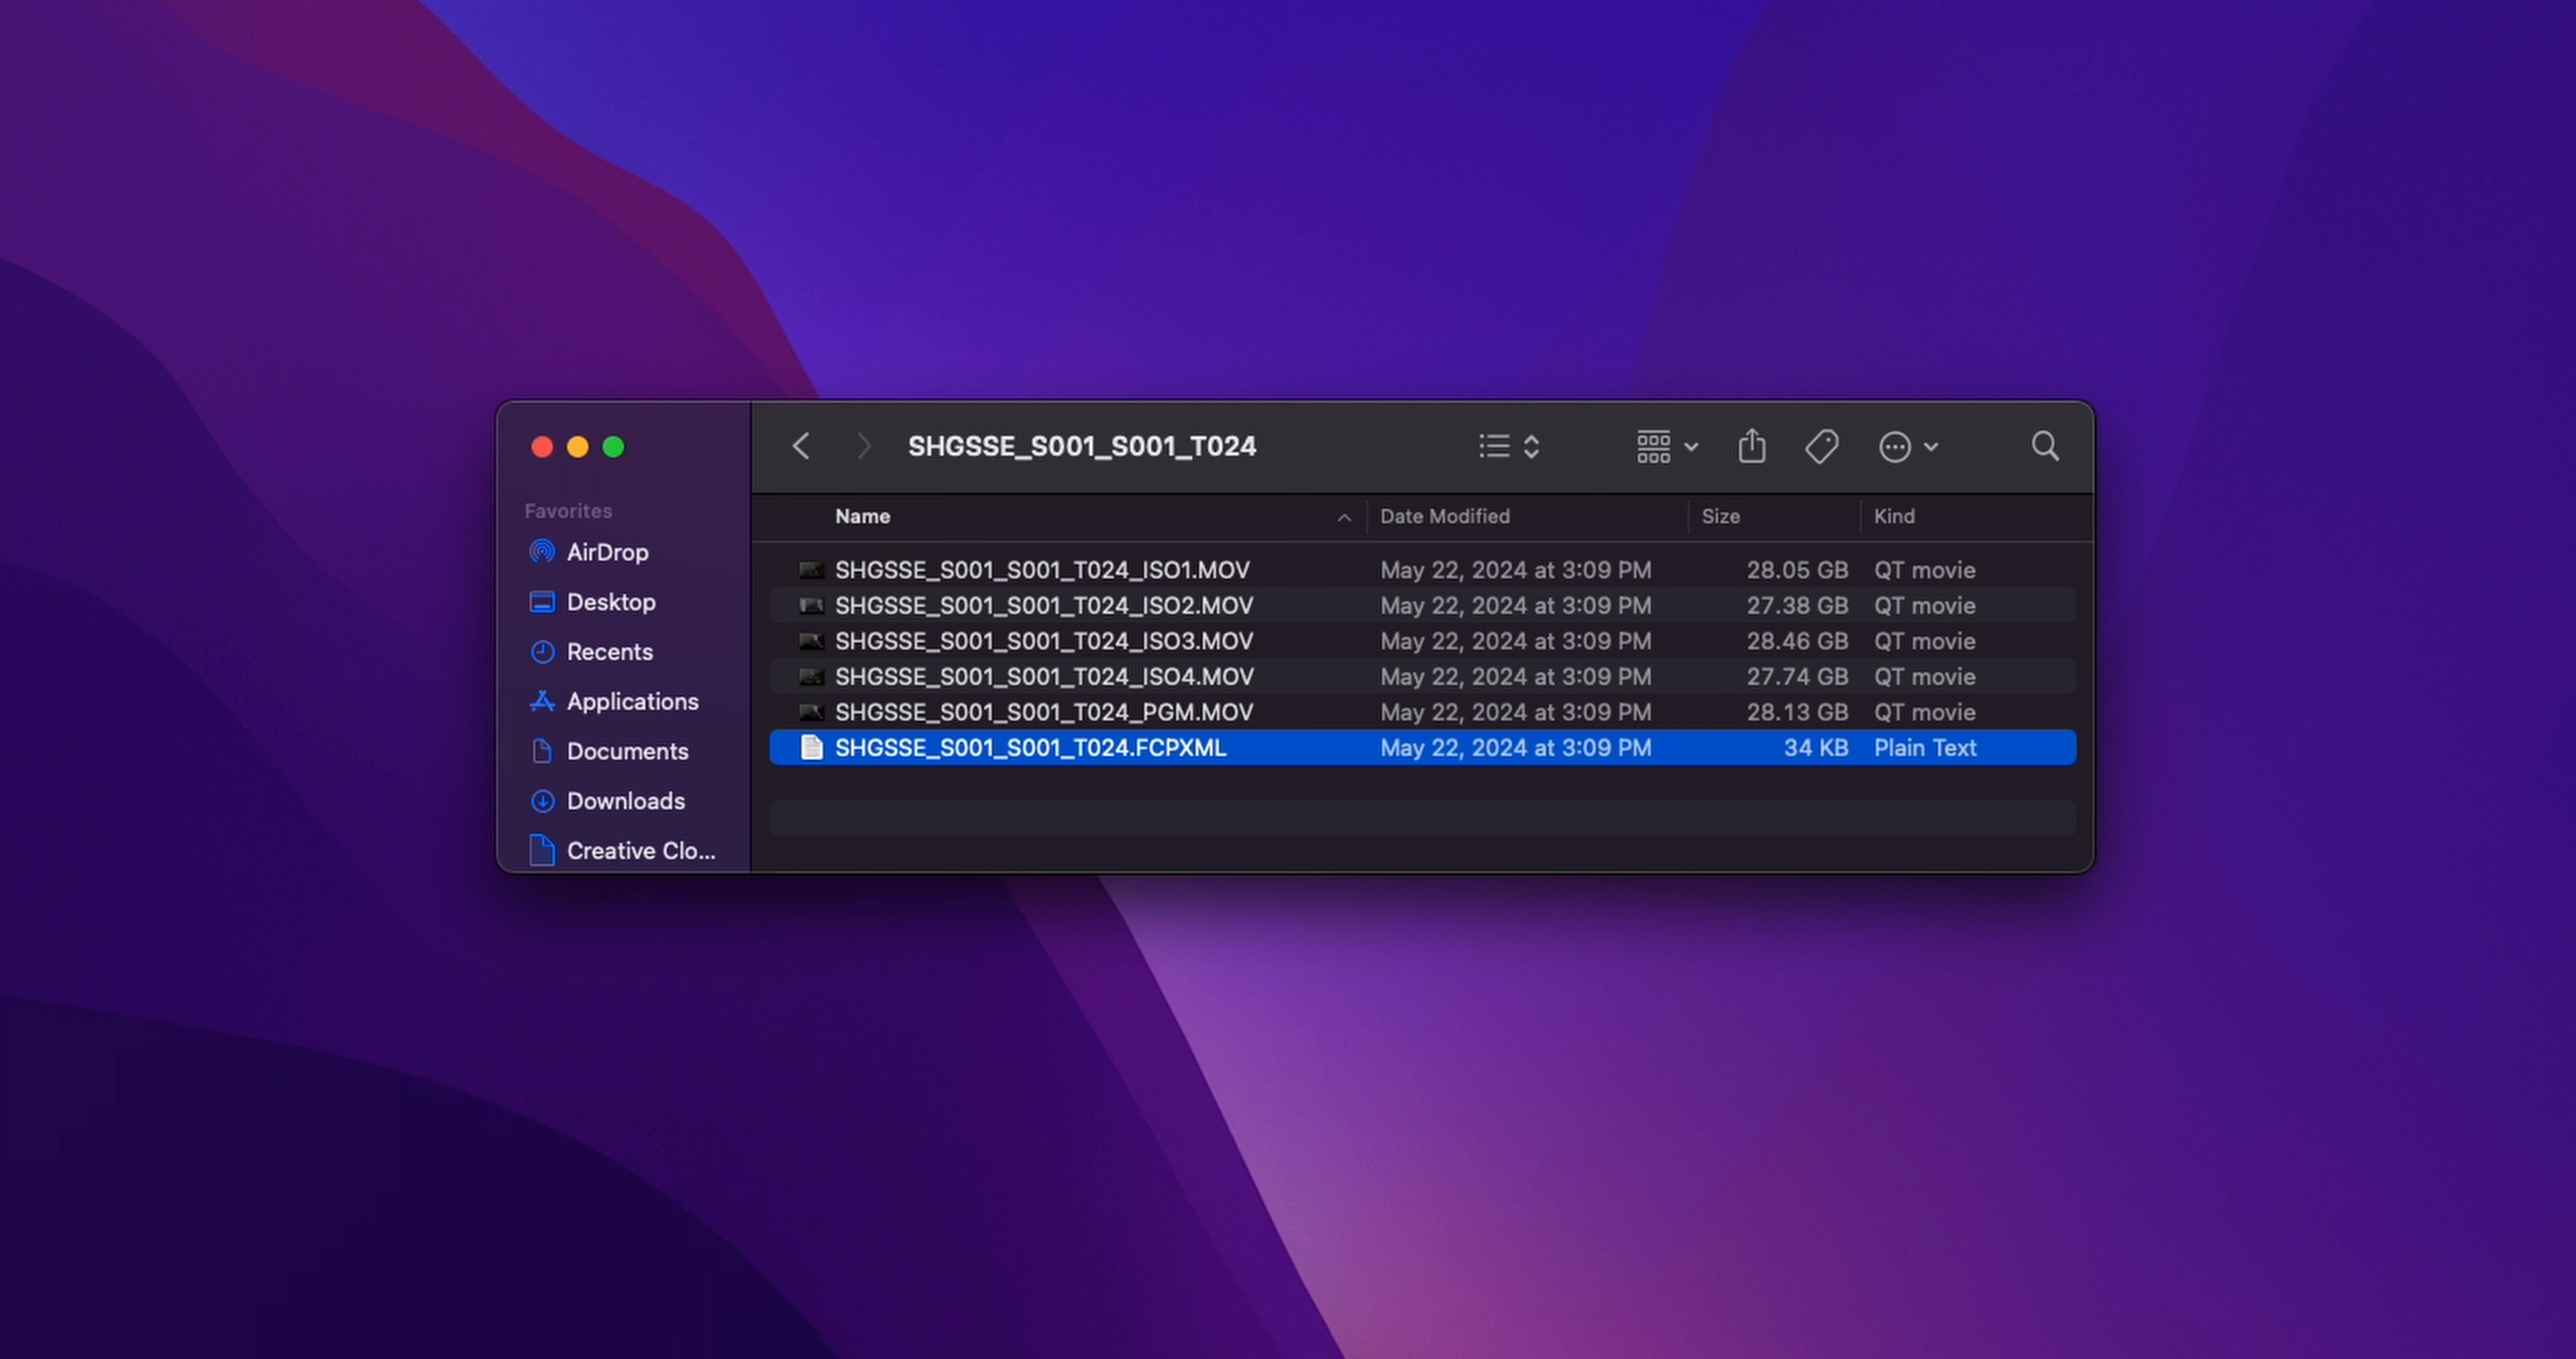 SHGSSE_S001_S001_T024
Favorites
AirDrop
Desktop
Recents
Applications
Documents
Downloads
Creative Clo...
Name Date Modified Size Kind
SHGSSE_S001_S001_T024_ISO1.MOV May 22, 2024 at 3:09 PM 28.05 GB QT movie
SHGSSE_S001_S001_T024_ISO2.MOV May 22, 2024 at 3:09 PM 27.38 GB QT movie
SHGSSE_S001_S001_T024_ISO3.MOV May 22, 2024 at 3:09 PM 28.46 GB QT movie
SHGSSE_S001_S001_T024_ISO4.MOV May 22, 2024 at 3:09 PM 27.74 GB QT movie
SHGSSE_S001_S001_T024_PGM.MOV May 22, 2024 at 3:09 PM 28.13 GB QT movie
SHGSSE_S001_S001_T024.FCPXML May 22, 2024 at 3:09 PM 34 KB Plain Text